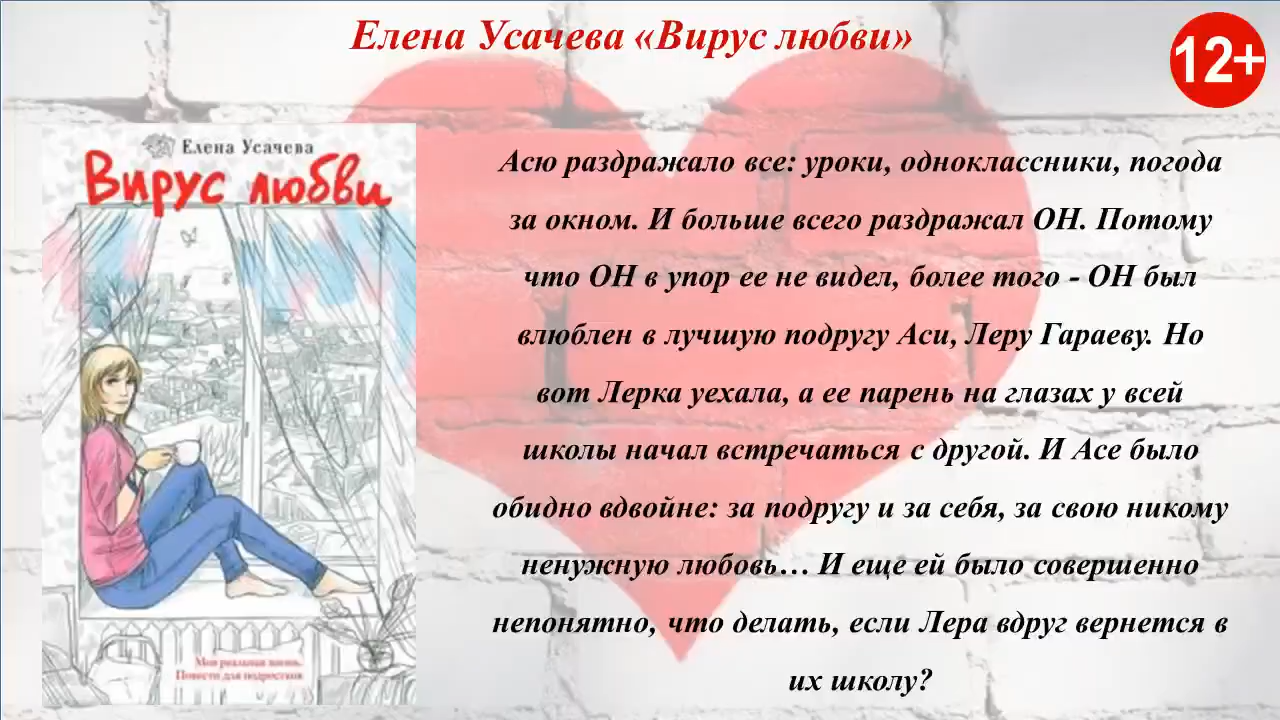 Елена Усачева «Вирус любви»
12+
Елена Усачева
Вирус любви
Моя реальная жизнь.
Повести для подростков
Асю раздражало все: уроки, одноклассники, погода
за окном. И больше всего раздражал ОН. Потому
что ОН в упор ее не видел, более того - ОН был
влюблен в лучшую подругу Аси, Леру Гараеву. Но
вот Лерка уехала, а ее парень на глазах у всей
школы начал встречаться с другой. И Асе было
обидно вдвойне: за подругу и за себя, за свою никому
ненужную любовь… И еще ей было совершенно
непонятно, что делать, если Лера вдруг вернется в
их школу?